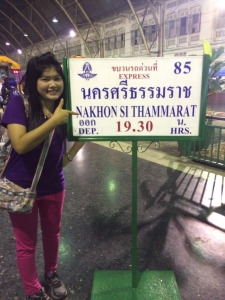 ขบวนรถด่วนที่ 85
EXPRESS
นครศรีธรรมราช
NAKHON SI THAMMARAT
ออก 19.30 น.
DEP. HRS.